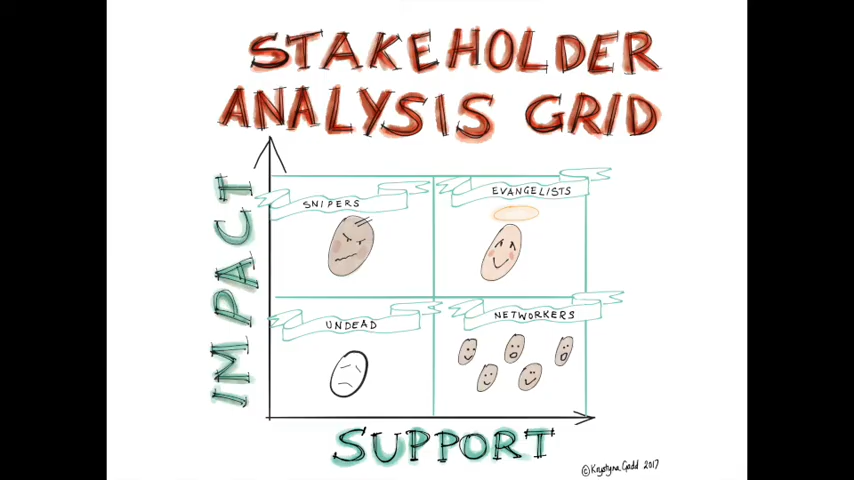 STAKEHOLDER
ANALYSIS GRID
IMPACT
SNIPERS
EVANGELISTS
UNDEAD
NETWORKERS
SUPPORT
©Krystyna Gadd 2017